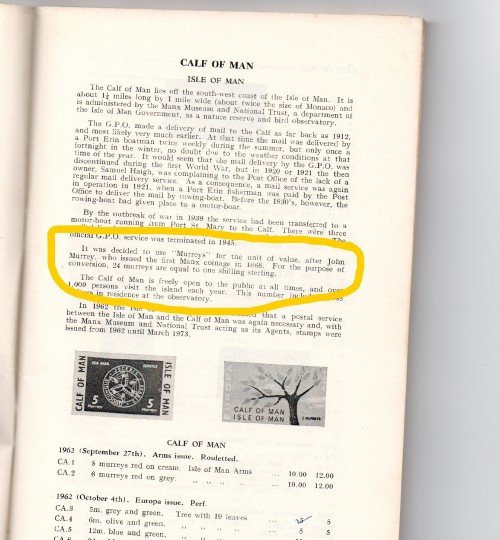 CALF OF MAN
ISLE OF MAN
The Calf of Man lies off the south-west coast of the Isle of Man. It is
about 1½ miles long by 1 mile wide (about twice the size of Monaco) and
is administered by the Manx Museum and National Trust, a department of
the Isle of Man Government, as a nature reserve and bird observatory.
The G.P.O. made a delivery of mail to the Calf as far back as 1912,
and most likely very much earlier. At that time the mail was delivered by
a Port Erin boatman twice weekly during the summer, but only once a
fortnight in the winter, no doubt due to the weather conditions at that
time of the year. It would seem that the mail delivery by the G.P.O. was
discontinued during the first World War, but in 1920 or 1921 the then
owner, Samuel Haigh, was complaining to the Post Office of the lack of a
regular mail delivery service. As a consequence, a mail service was again
in operation in 1921, when a Port Erin fisherman was paid by the Post
Office to deliver the mail by rowing-boat. Before the 1930's, however, the
rowing-boat had given place to a motor-boat.
By the outbreak of war in 1939 the service had been transferred to a
motor-boat running from Port St. Mary to the Calf. There were three
The
official G.P.O. service was terminated in 1945.
It was decided to use "Murreys" for the unit of value, after John
Murrey, who issued the first Manx coinage in 1668. For the purpose of
conversion, 24 murreys are equal to one shilling sterling.
The Calf of Man is freely open to the public at all times, and over
1,000 persons visit the island each year. This number
in residence at the observatory.
In 1962 the Isle that a postal service
between the Isle of Man and the Calf of Man was again necessary and, with
the Manx Museum and National Trust acting as its Agents, stamps were
issued from 1962 until March 1973.
CALF OF MAN
SEA MAIL SERVICE
ISLE OF MAN
5 5
Murreys Murreys
EUROPA
CALF OF MAN
ISLE OF MAN
MURREYS
CALF OF MAN
1962 (September 27th). Arms issue. Rouletted.
CA.1 5 murreys red on cream. Isle of Man Arms ... 10.00 12.00
CA.2 6 murreys red on grey. " " " " ... 10.00 12.00
1962 (October 4th). Europa issue. Perf.
CA.3 5m. grey and green. Tree with 19 leaves ... 5
CA.4 6m. olive and green. " " " " ... 5 5
CA.5 12m. blue and green. " " " "